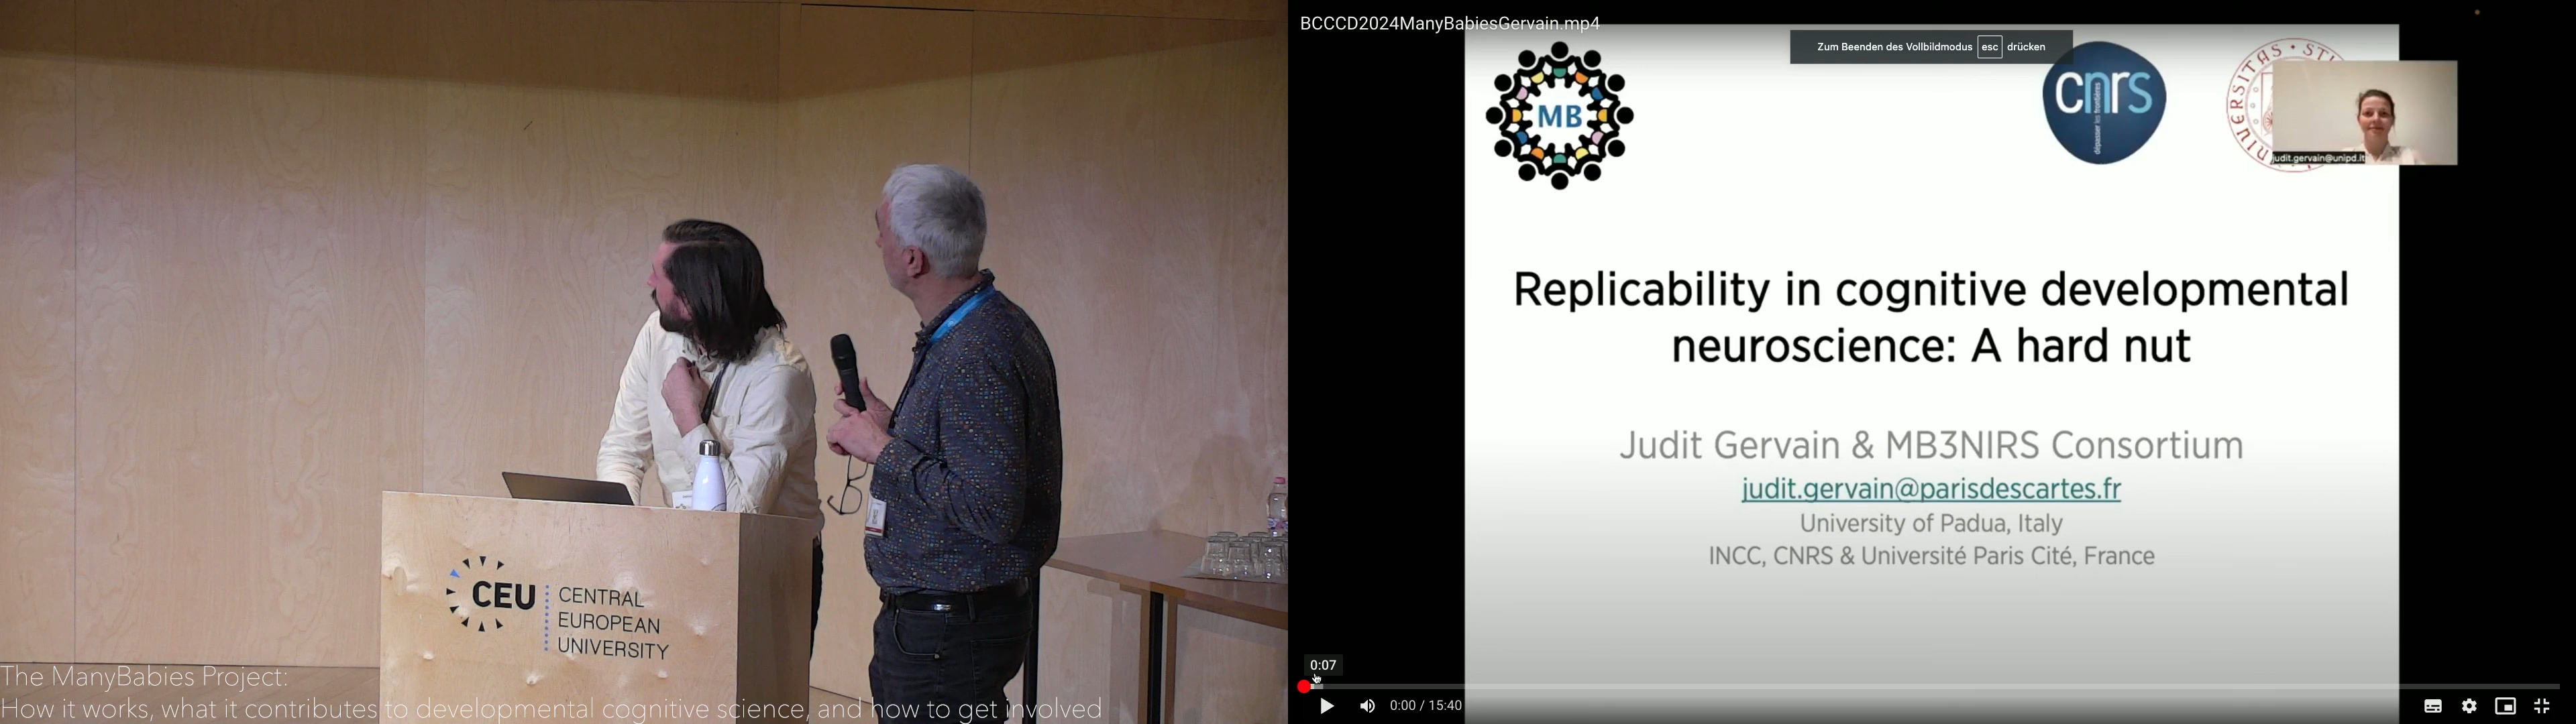 CEU
CENTRAL
EUROPEAN
UNIVERSITY
The ManyBabies Project:
How it works, what it contributes to developmental cognitive science, and how to get involved
BCCCD2024ManyBabiesGervain.mp4
Zum Beenden des Vollbildmodus esc drücken
MB
cnrs
dépasser les frontières
judit.gervain@unipd.it
Replicability in cognitive developmental
neuroscience: A hard nut
Judit Gervain & MB3NIRS Consortium
judit.gervain@parisdescartes.fr
University of Padua, Italy
INCC, CNRS & Université Paris Cité, France
0:07
0:00 / 15:40